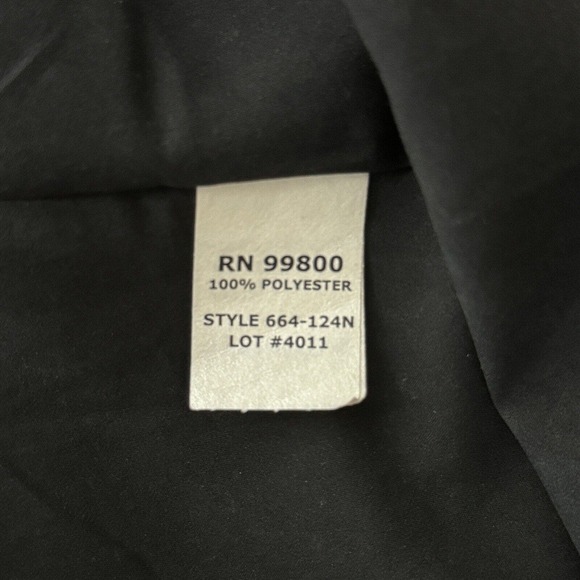 RN 99800
100% POLYESTER
STYLE 664-124N
LOT #4011